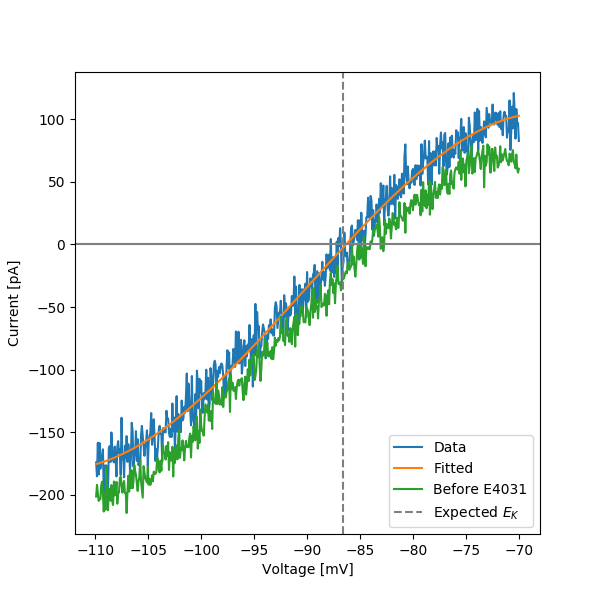 100
50
0
−50
−100
−150
−200
Current [pA]
−110 −105 −100 −95 −90 −85 −80 −75 −70
Voltage [mV]
Data
Fitted
Before E4031
Expected E_K